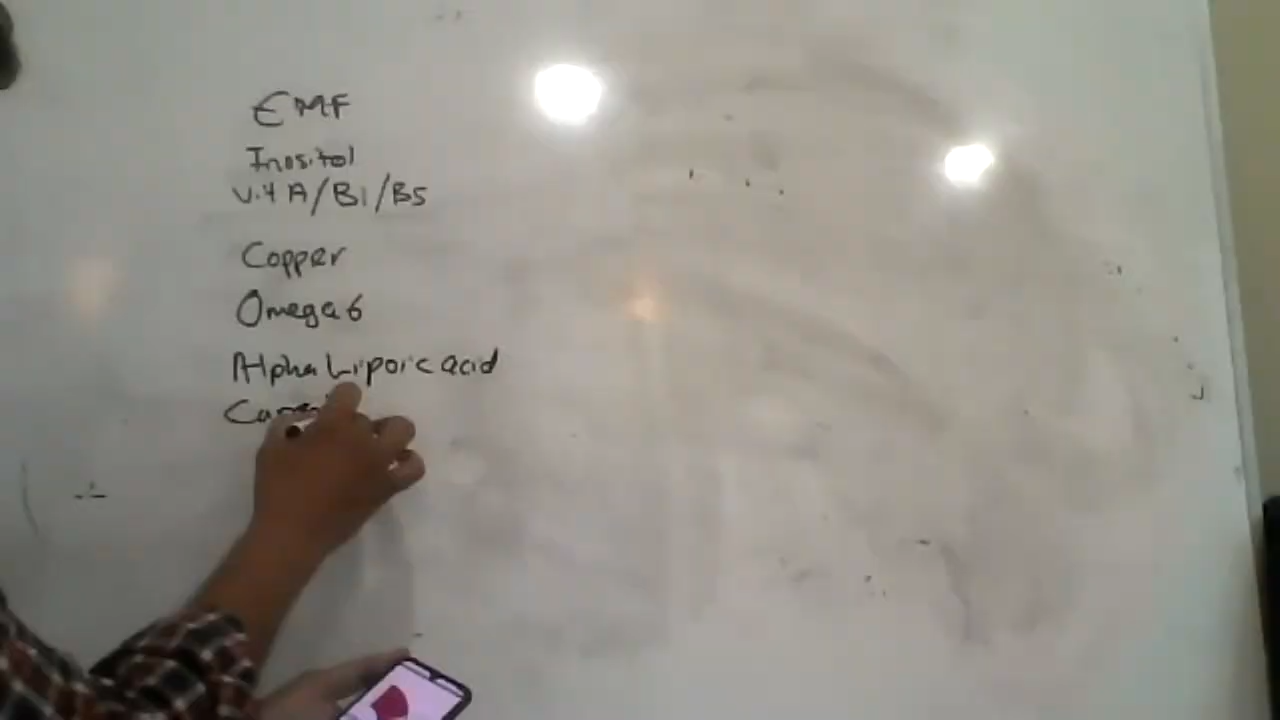 EMF
Inositol
Vit A/B1/B5
Copper
Omega 6
Alpha Lipoic acid